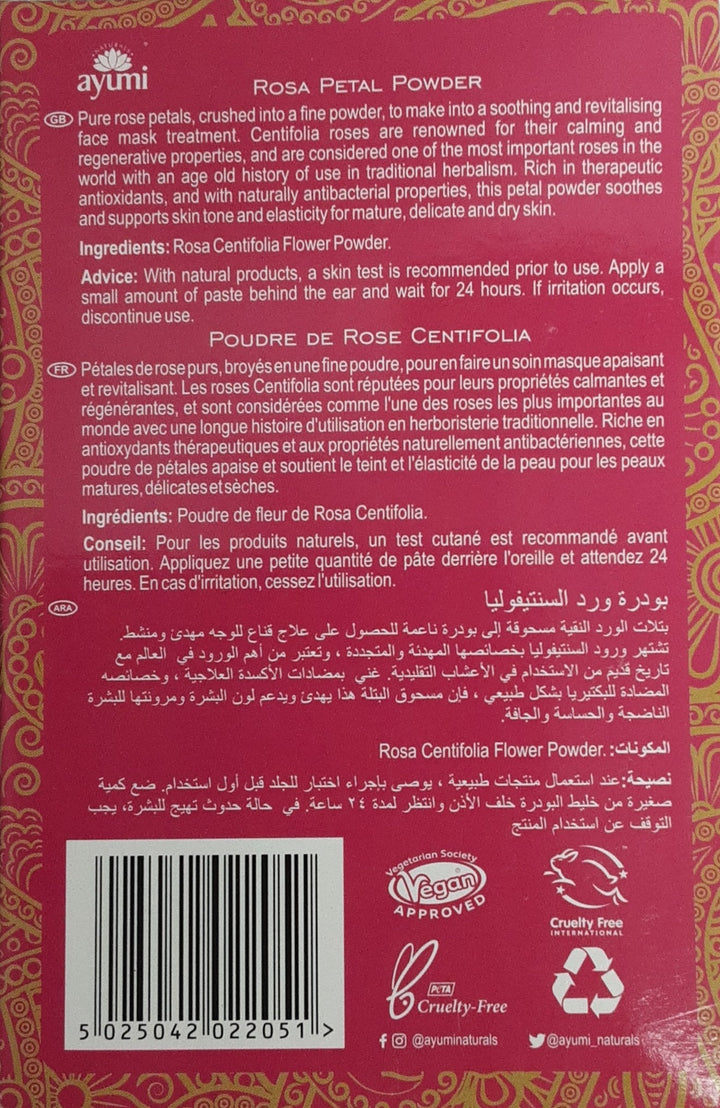 NATURALS
ayumi
ROSA PETAL POWDER
GB Pure rose petals, crushed into a fine powder, to make into a soothing and revitalising
face mask treatment. Centifolia roses are renowned for their calming and
regenerative properties, and are considered one of the most important roses in the
world with an age old history of use in traditional herbalism. Rich in therapeutic
antioxidants, and with naturally antibacterial properties, this petal powder soothes
and supports skin tone and elasticity for mature, delicate and dry skin.
Ingredients: Rosa Centifolia Flower Powder.
Advice: With natural products, a skin test is recommended prior to use. Apply a
small amount of paste behind the ear and wait for 24 hours. If irritation occurs,
discontinue use.
POUDRE DE ROSE CENTIFOLIA
FR Pétales de rose purs, broyés en une fine poudre, pour en faire un soin masque apaisant
et revitalisant. Les roses Centifolia sont réputées pour leurs propriétés calmantes et
régénérantes, et sont considérées comme l'une des roses les plus importantes au
monde avec une longue histoire d'utilisation en herboristerie traditionnelle. Riche en
antioxydants thérapeutiques et aux propriétés naturellement antibactériennes, cette
poudre de pétales apaise et soutient le teint et l'élasticité de la peau pour les peaux
matures, délicates et sèches.
Ingrédients: Poudre de fleur de Rosa Centifolia.
Conseil: Pour les produits naturels, un test cutané est recommandé avant
utilisation. Appliquez une petite quantité de pâte derrière l'oreille et attendez 24
heures. En cas d'irritation, cessez l'utilisation.
ARA بودرة ورد السنتيفوليا
بتلات الورد النقية مسحوقة إلى بودرة ناعمة للحصول على علاج قناع للوجه مهدئ ومنشط.
تشتهر ورود السنتيفوليا بخصائصها المهدئة والمتجددة ، وتعتبر من أهم الورود في العالم مع
تاريخ قديم من الاستخدام في الأعشاب التقليدية. غني بمضادات الأكسدة العلاجية ، وخصائصه
المضادة للبكتيريا بشكل طبيعي ، فإن مسحوق البتلة هذا يهدئ ويدعم لون البشرة ومرونتها للبشرة
الناضجة والحساسة والجافة.
المكونات: Rosa Centifolia Flower Powder.
نصيحة:عند استعمال منتجات طبيعية ، يوصى بإجراء اختبار للجلد قبل أول استخدام. ضع كمية
صغيرة من خليط البودرة خلف الأذن وانتظر لمدة ٢٤ ساعة. في حالة حدوث تهيج للبشرة، يجب
التوقف عن استخدام المنتج
Vegetarian Society
Vegan
APPROVED
Cruelty Free
INTERNATIONAL
PETA
Cruelty-Free
5 025042 022051 >
@ayuminaturals
@ayumi_naturals